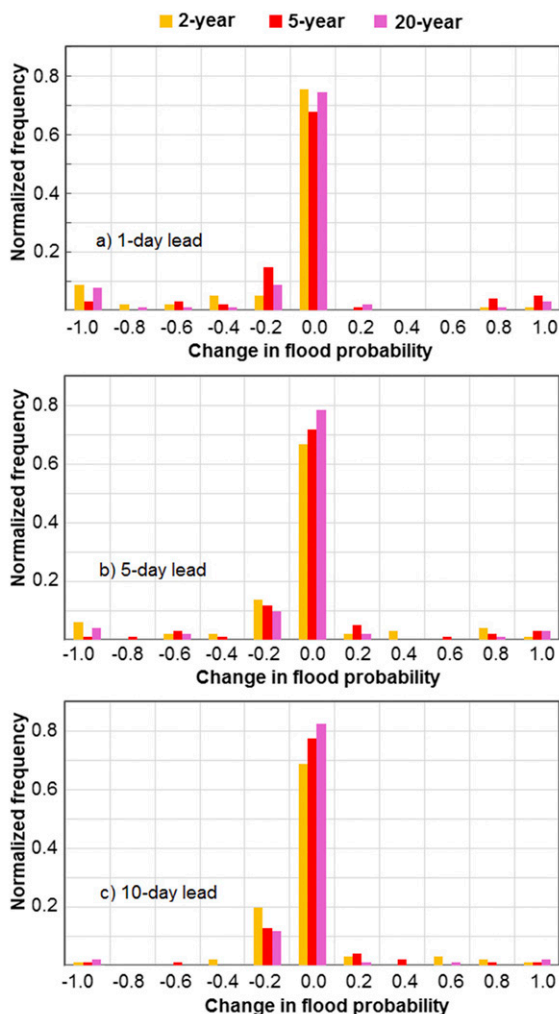 2-year 5-year 20-year
Normalized frequency
0.8
0.6
0.4
0.2
a) 1-day lead
-1.0 -0.8 -0.6 -0.4 -0.2 0.0 0.2 0.4 0.6 0.8 1.0
Change in flood probability
Normalized frequency
0.8
0.6
0.4
0.2
b) 5-day lead
-1.0 -0.8 -0.6 -0.4 -0.2 0.0 0.2 0.4 0.6 0.8 1.0
Change in flood probability
Normalized frequency
0.8
0.6
0.4
0.2
c) 10-day lead
-1.0 -0.8 -0.6 -0.4 -0.2 0.0 0.2 0.4 0.6 0.8 1.0
Change in flood probability